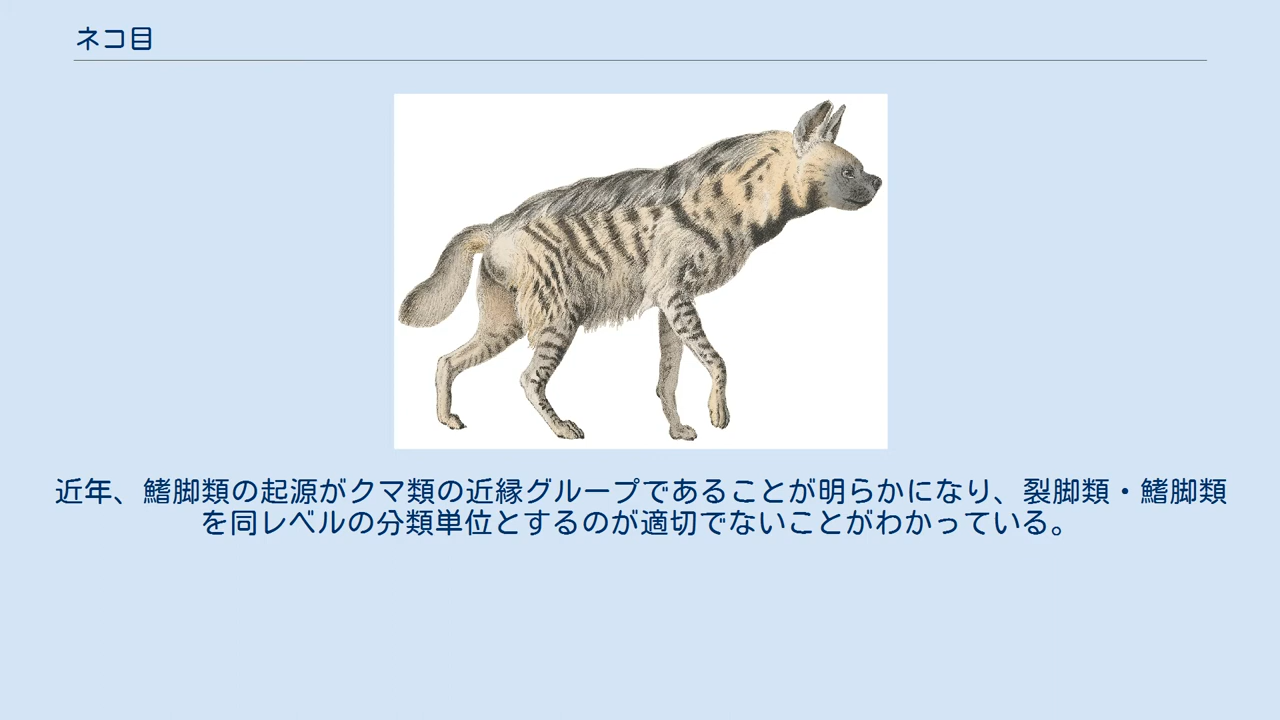 ネコ目
近年、鰭脚類の起源がクマ類の近縁グループであることが明らかになり、裂脚類・鰭脚類
を同レベルの分類単位とするのが適切でないことがわかっている。